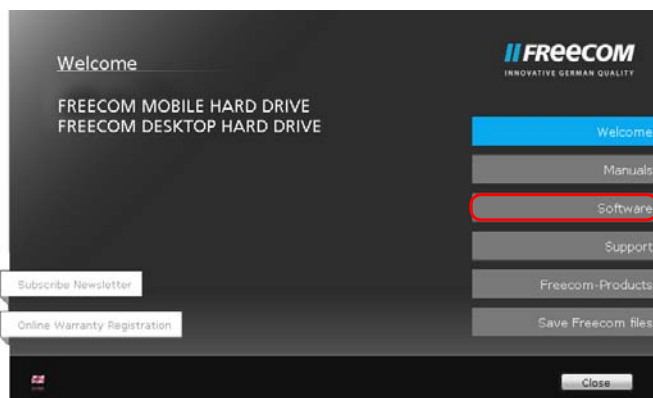 Welcome
FREECOM MOBILE HARD DRIVE
FREECOM DESKTOP HARD DRIVE
FREECOM
INNOVATIVE GERMAN QUALITY
Welcome
Manuals
Software
Support
Freecom-Products
Save Freecom files
Subscribe Newsletter
Online Warranty Registration
Close